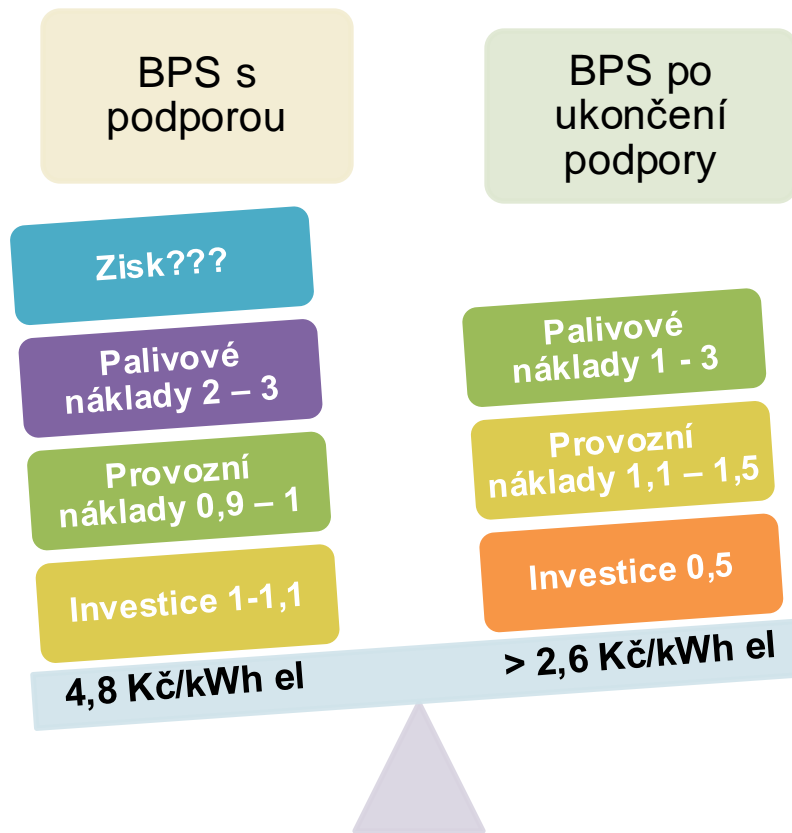 BPS s
podporou
Zisk???
Palivové
náklady 2 – 3
Provozní
náklady 0,9 – 1
Investice 1-1,1
4,8 Kč/kWh el
BPS po
ukončení
podpory
Palivové
náklady 1 - 3
Provozní
náklady 1,1 – 1,5
Investice 0,5
> 2,6 Kč/kWh el